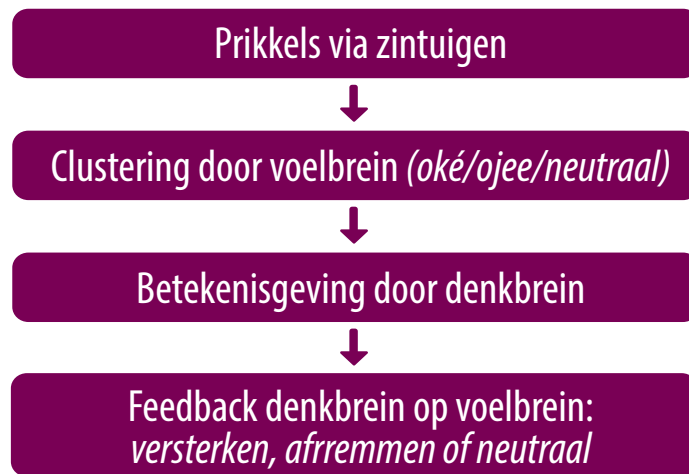 Prikkels via zintuigen
Clustering door voelbrein (oké/ojee/neutraal)
Betekenisgeving door denkbrein
Feedback denkbrein op voelbrein:
versterken, afrremmen of neutraal